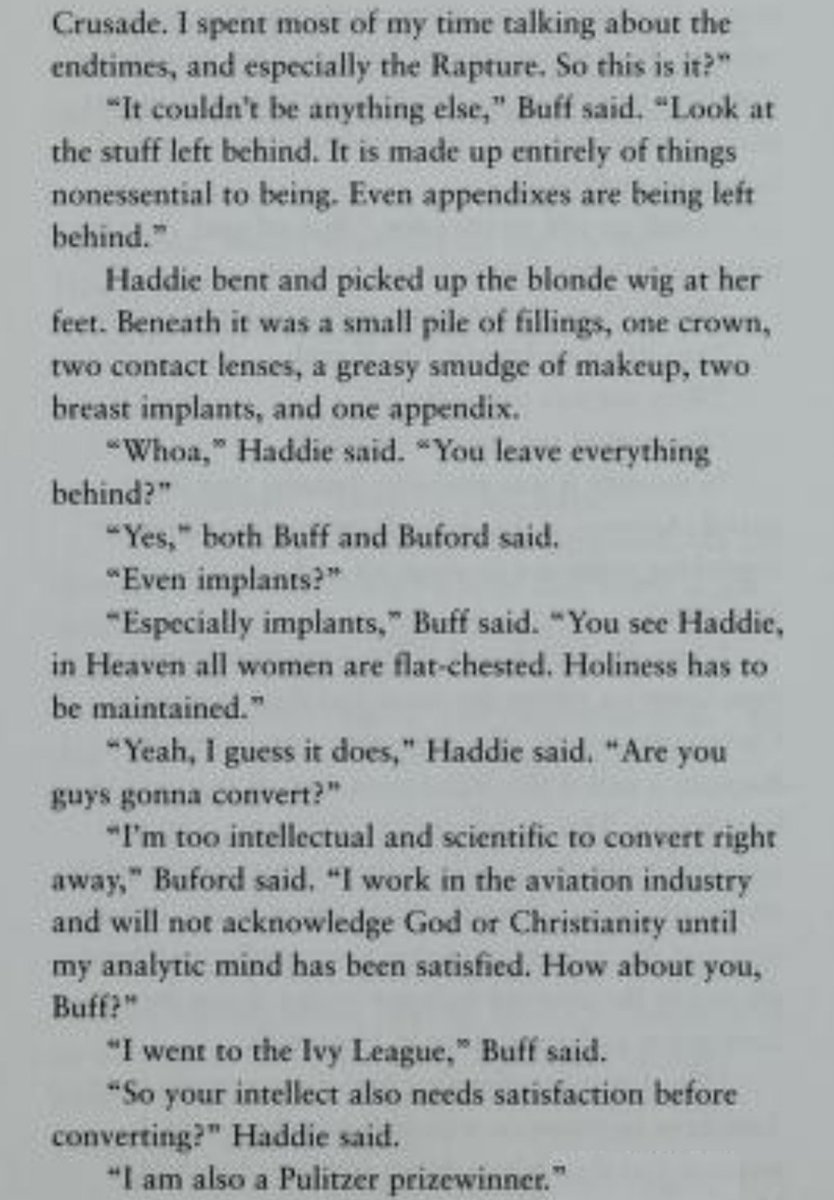 Crusade. I spent most of my time talking about the
endtimes, and especially the Rapture. So this is it?”
“It couldn’t be anything else,” Buff said. “Look at
the stuff left behind. It is made up entirely of things
nonessential to being. Even appendixes are being left
behind.”
Haddie bent and picked up the blonde wig at her
feet. Beneath it was a small pile of fillings, one crown,
two contact lenses, a greasy smudge of makeup, two
breast implants, and one appendix.
“Whoa,” Haddie said. “You leave everything
behind?”
“Yes,” both Buff and Buford said.
“Even implants?”
“Especially implants,” Buff said. “You see Haddie,
in Heaven all women are flat-chested. Holiness has to
be maintained.”
“Yeah, I guess it does,” Haddie said. “Are you
guys gonna convert?”
“I’m too intellectual and scientific to convert right
away,” Buford said. “I work in the aviation industry
and will not acknowledge God or Christianity until
my analytic mind has been satisfied. How about you,
Buff?”
“I went to the Ivy League,” Buff said.
“So your intellect also needs satisfaction before
converting?” Haddie said.
“I am also a Pulitzer prizewinner.”